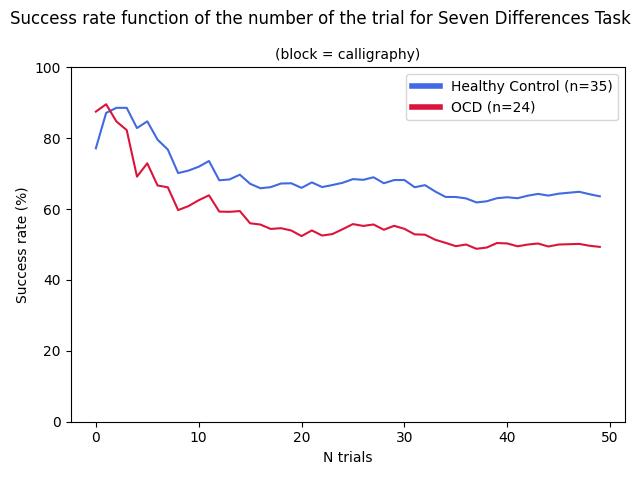 Success rate function of the number of the trial for Seven Differences Task
(block = calligraphy)
Healthy Control (n=35)
OCD (n=24)
Success rate (%)
100
80
60
40
20
0
0 10 20 30 40 50
N trials